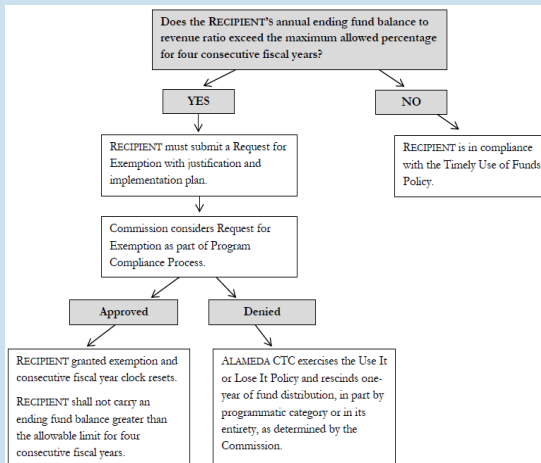 Does the RECIPIENT'S annual ending fund balance to
revenue ratio exceed the maximum allowed percentage
for four consecutive fiscal years?
YES
NO
RECIPIENT must submit a Request for
Exemption with justification and
implementation plan.
RECIPIENT is in compliance
with the Timely Use of Funds
Policy.
Commission considers Request for
Exemption as part of Program
Compliance Process.
Approved
Denied
RECIPIENT granted exemption and
consecutive fiscal year clock resets.
RECIPIENT shall not carry an
ending fund balance greater than
the allowable limit for four
consecutive fiscal years.
ALAMEDA CTC exercises the Use It
or Lose It Policy and rescinds one-
year of fund distribution, in part by
programmatic category or in its
entirety, as determined by the
Commission.